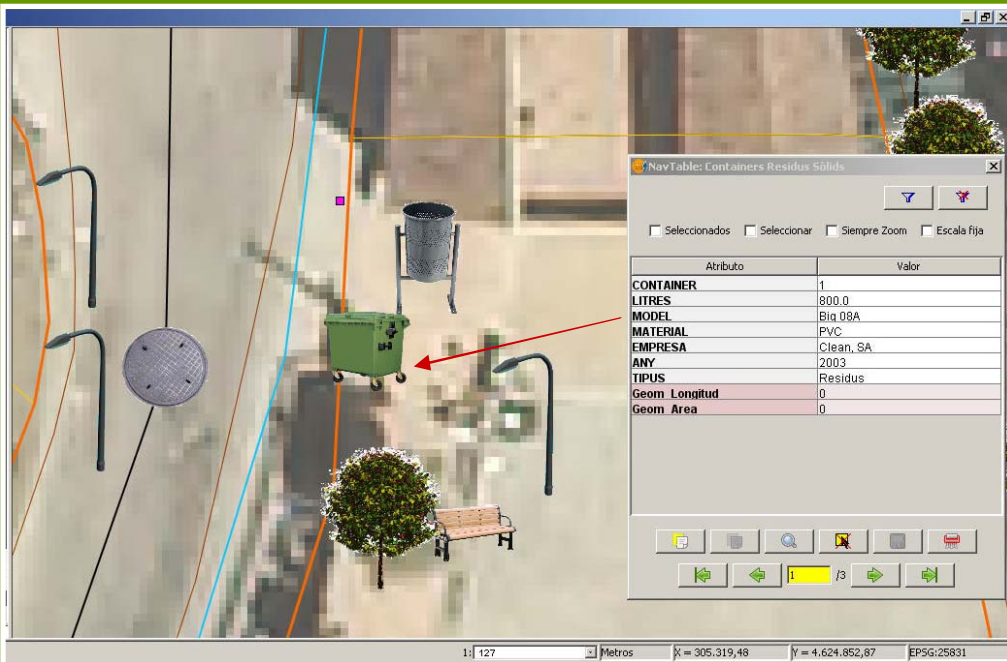 NavTable: Containers Residus Sòlids
Seleccionados Seleccionar Siempre Zoom Escala fija
Atributo Valor
CONTAINER 1
LITRES 800.0
MODEL Big 08A
MATERIAL PVC
EMPRESA Clean, SA
ANY 2003
TIPUS Residus
Geom_Longitud 0
Geom_Area 0
1 /3
1: 127 Metros X = 305.319,48 Y = 4.624.852,87 EPSG:25831